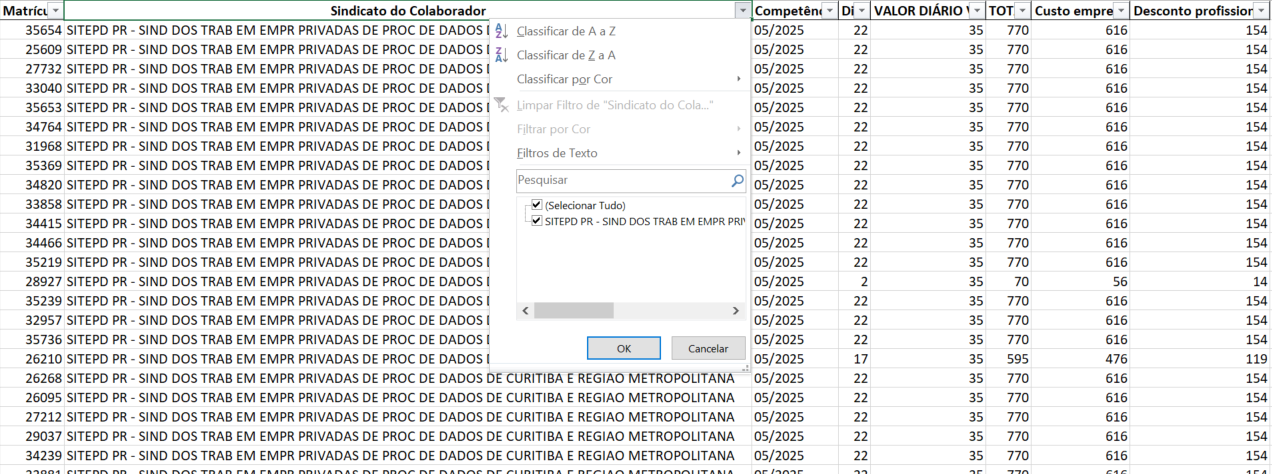 Matrícu Sindicato do Colaborador Competên Di VALOR DIÁRIO TOT Custo empre Desconto profission
35654 SITEPD PR - SIND DOS TRAB EM EMPR PRIVADAS DE PROC DE DADOS 05/2025 22 35 770 616 154
25609 SITEPD PR - SIND DOS TRAB EM EMPR PRIVADAS DE PROC DE DADOS 05/2025 22 35 770 616 154
27732 SITEPD PR - SIND DOS TRAB EM EMPR PRIVADAS DE PROC DE DADOS 05/2025 22 35 770 616 154
33040 SITEPD PR - SIND DOS TRAB EM EMPR PRIVADAS DE PROC DE DADOS 05/2025 22 35 770 616 154
35653 SITEPD PR - SIND DOS TRAB EM EMPR PRIVADAS DE PROC DE DADOS 05/2025 22 35 770 616 154
34764 SITEPD PR - SIND DOS TRAB EM EMPR PRIVADAS DE PROC DE DADOS 05/2025 22 35 770 616 154
31968 SITEPD PR - SIND DOS TRAB EM EMPR PRIVADAS DE PROC DE DADOS 05/2025 22 35 770 616 154
35369 SITEPD PR - SIND DOS TRAB EM EMPR PRIVADAS DE PROC DE DADOS 05/2025 22 35 770 616 154
34820 SITEPD PR - SIND DOS TRAB EM EMPR PRIVADAS DE PROC DE DADOS 05/2025 22 35 770 616 154
33858 SITEPD PR - SIND DOS TRAB EM EMPR PRIVADAS DE PROC DE DADOS 05/2025 22 35 770 616 154
34415 SITEPD PR - SIND DOS TRAB EM EMPR PRIVADAS DE PROC DE DADOS 05/2025 22 35 770 616 154
34466 SITEPD PR - SIND DOS TRAB EM EMPR PRIVADAS DE PROC DE DADOS 05/2025 22 35 770 616 154
35219 SITEPD PR - SIND DOS TRAB EM EMPR PRIVADAS DE PROC DE DADOS 05/2025 22 35 770 616 154
28927 SITEPD PR - SIND DOS TRAB EM EMPR PRIVADAS DE PROC DE DADOS 05/2025 2 35 70 56 14
35239 SITEPD PR - SIND DOS TRAB EM EMPR PRIVADAS DE PROC DE DADOS 05/2025 22 35 770 616 154
32957 SITEPD PR - SIND DOS TRAB EM EMPR PRIVADAS DE PROC DE DADOS 05/2025 22 35 770 616 154
35736 SITEPD PR - SIND DOS TRAB EM EMPR PRIVADAS DE PROC DE DADOS 05/2025 22 35 770 616 154
26210 SITEPD PR - SIND DOS TRAB EM EMPR PRIVADAS DE PROC DE DADOS 05/2025 17 35 595 476 119
26268 SITEPD PR - SIND DOS TRAB EM EMPR PRIVADAS DE PROC DE DADOS DE CURITIBA E REGIAO METROPOLITANA 05/2025 22 35 770 616 154
26095 SITEPD PR - SIND DOS TRAB EM EMPR PRIVADAS DE PROC DE DADOS DE CURITIBA E REGIAO METROPOLITANA 05/2025 22 35 770 616 154
27212 SITEPD PR - SIND DOS TRAB EM EMPR PRIVADAS DE PROC DE DADOS DE CURITIBA E REGIAO METROPOLITANA 05/2025 22 35 770 616 154
29037 SITEPD PR - SIND DOS TRAB EM EMPR PRIVADAS DE PROC DE DADOS DE CURITIBA E REGIAO METROPOLITANA 05/2025 22 35 770 616 154
34239 SITEPD PR - SIND DOS TRAB EM EMPR PRIVADAS DE PROC DE DADOS DE CURITIBA E REGIAO METROPOLITANA 05/2025 22 35 770 616 154
SITEPD PR - SIND DOS TRAB EM EMPR PRIVADAS DE PROC DE DADOS DE CURITIBA E REGIAO METROPOLITANA 05/2025 22 35 770 616 154
Classificar de A a Z
Classificar de Z a A
Classificar por Cor
Limpar Filtro de "Sindicato do Cola..."
Filtrar por Cor
Filtros de Texto
Pesquisar
(Selecionar Tudo)
SITEPD PR - SIND DOS TRAB EM EMPR PRI
OK Cancelar